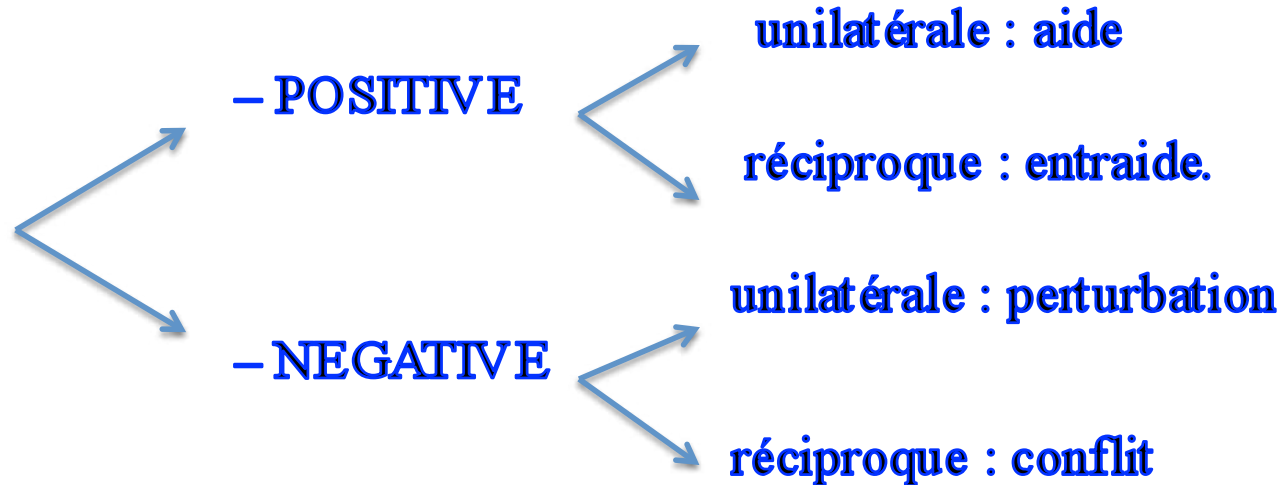 unilatérale : aide
– POSITIVE
réciproque : entraide.
unilatérale : perturbation
– NEGATIVE
réciproque : conflit